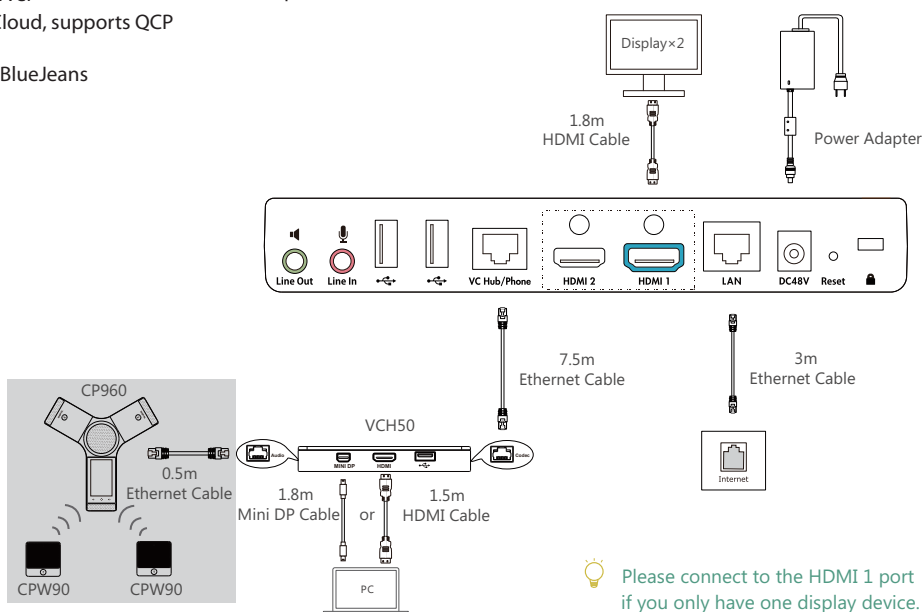 Cloud, supports QCP
BlueJeans
Display×2
1.8m
HDMI Cable
Power Adapter
Line Out
Line In
VC Hub/Phone
HDMI 2
HDMI 1
LAN
DC48V
Reset
7.5m
Ethernet Cable
3m
Ethernet Cable
CP960
VCH50
Audio
MINI DP
HDMI
Codec
0.5m
Ethernet Cable
1.8m
Mini DP Cable
or
1.5m
HDMI Cable
Internet
CPW90
CPW90
PC
Please connect to the HDMI 1 port
if you only have one display device.